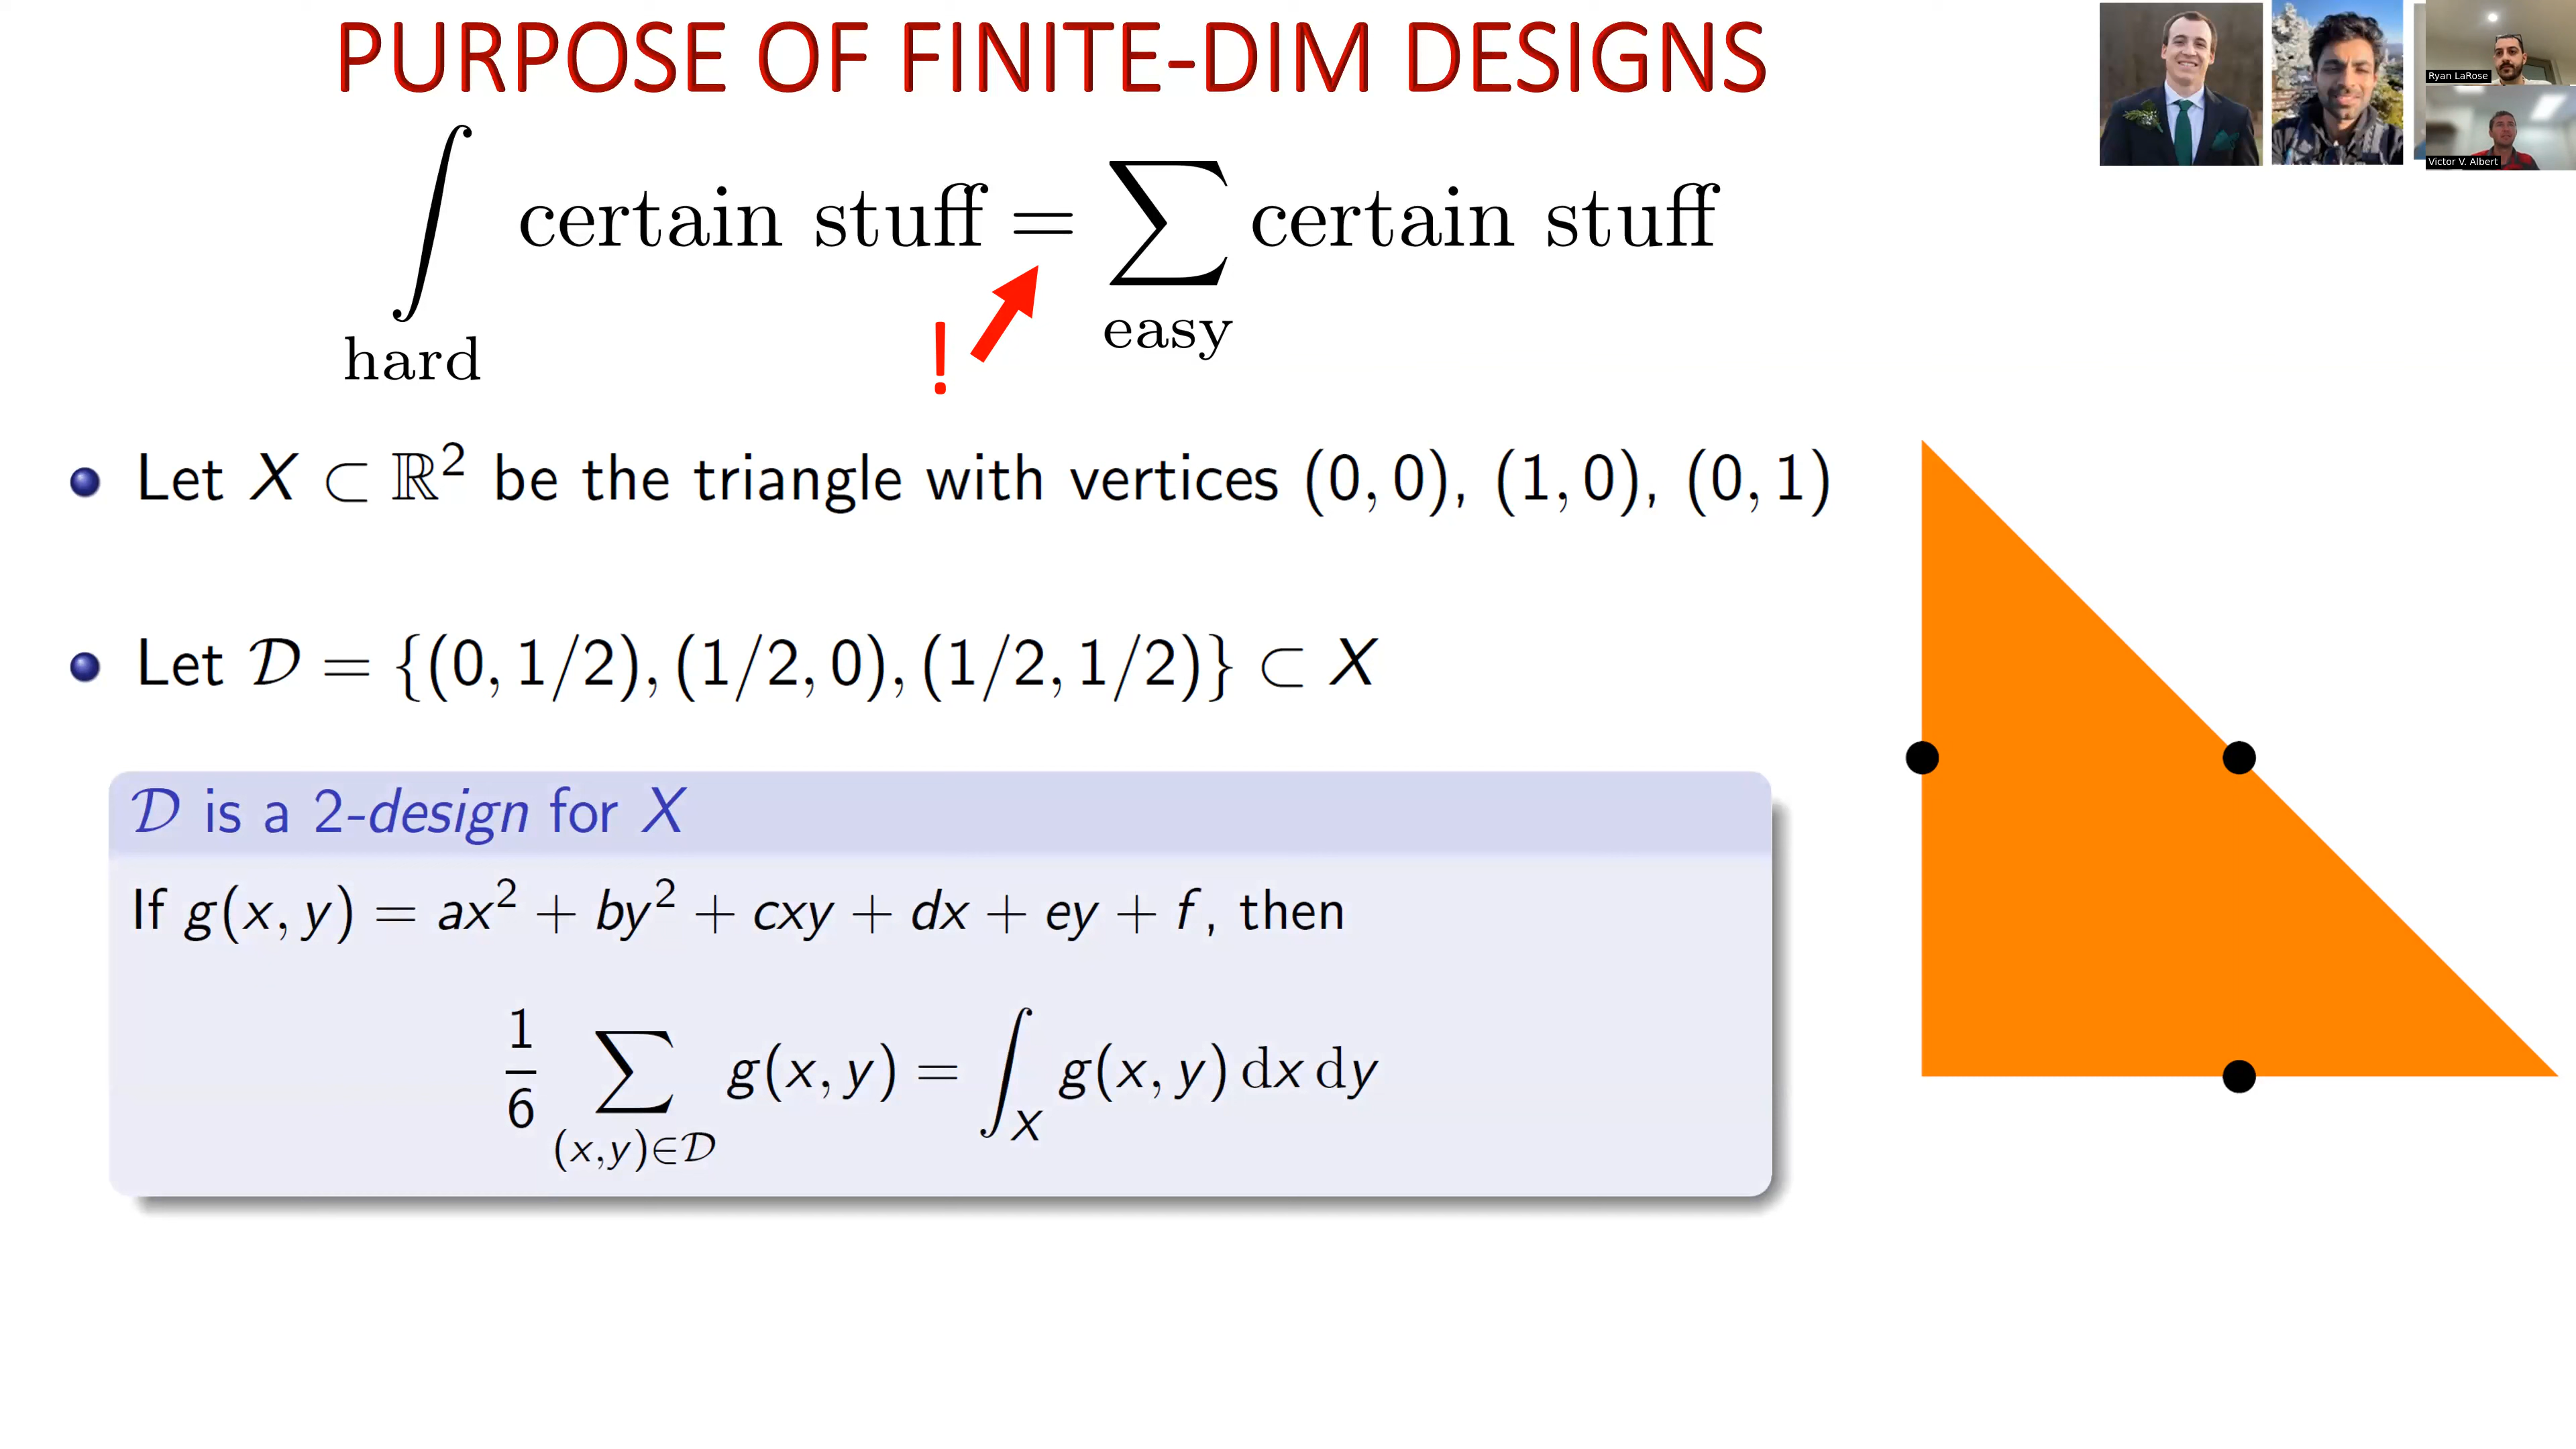 PURPOSE OF FINITE-DIM DESIGNS
Ryan LaRose
Victor V. Albert
∫ certain stuff = ∑ certain stuff
hard
easy
!
Let X ⊂ ℝ² be the triangle with vertices (0, 0), (1, 0), (0, 1)
Let 𝒟 = {(0, 1/2), (1/2, 0), (1/2, 1/2)} ⊂ X
𝒟 is a 2-design for X
If g(x, y) = ax² + by² + cxy + dx + ey + f, then
1/6 ∑_{(x,y)∈𝒟} g(x, y) = ∫_X g(x, y) dx dy